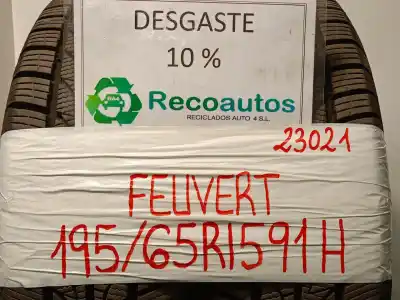 DESGASTE
10 %
Recoautos
RECICLADOS AUTO 4 S.L.
23021
FEUVERT
195/65R1591H